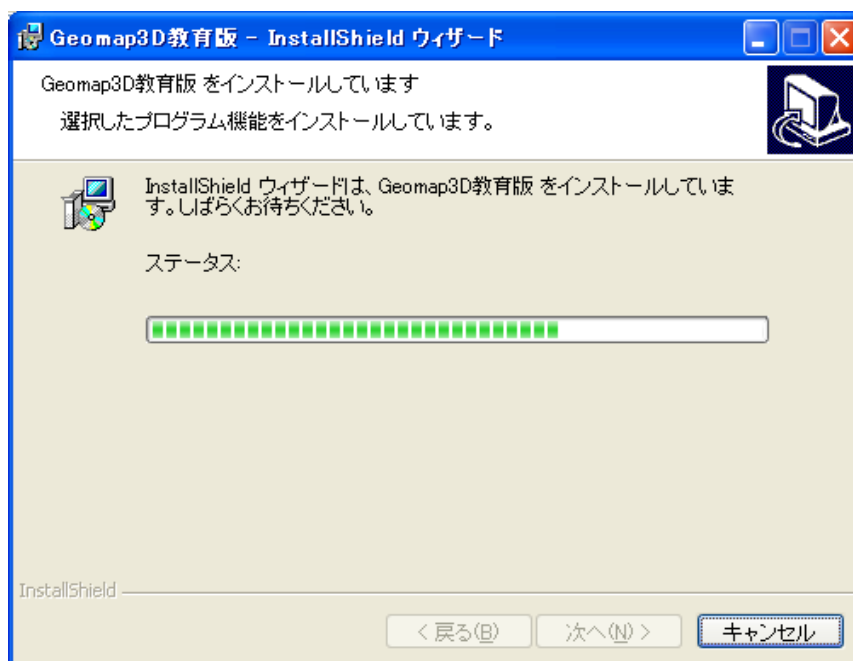 Geomap3D教育版 - InstallShield ウィザード
Geomap3D教育版 をインストールしています
選択したプログラム機能をインストールしています。
InstallShield ウィザードは、Geomap3D教育版 をインストールしていま
す。しばらくお待ちください。
ステータス:
InstallShield
< 戻る(B) 次へ(N) > キャンセル